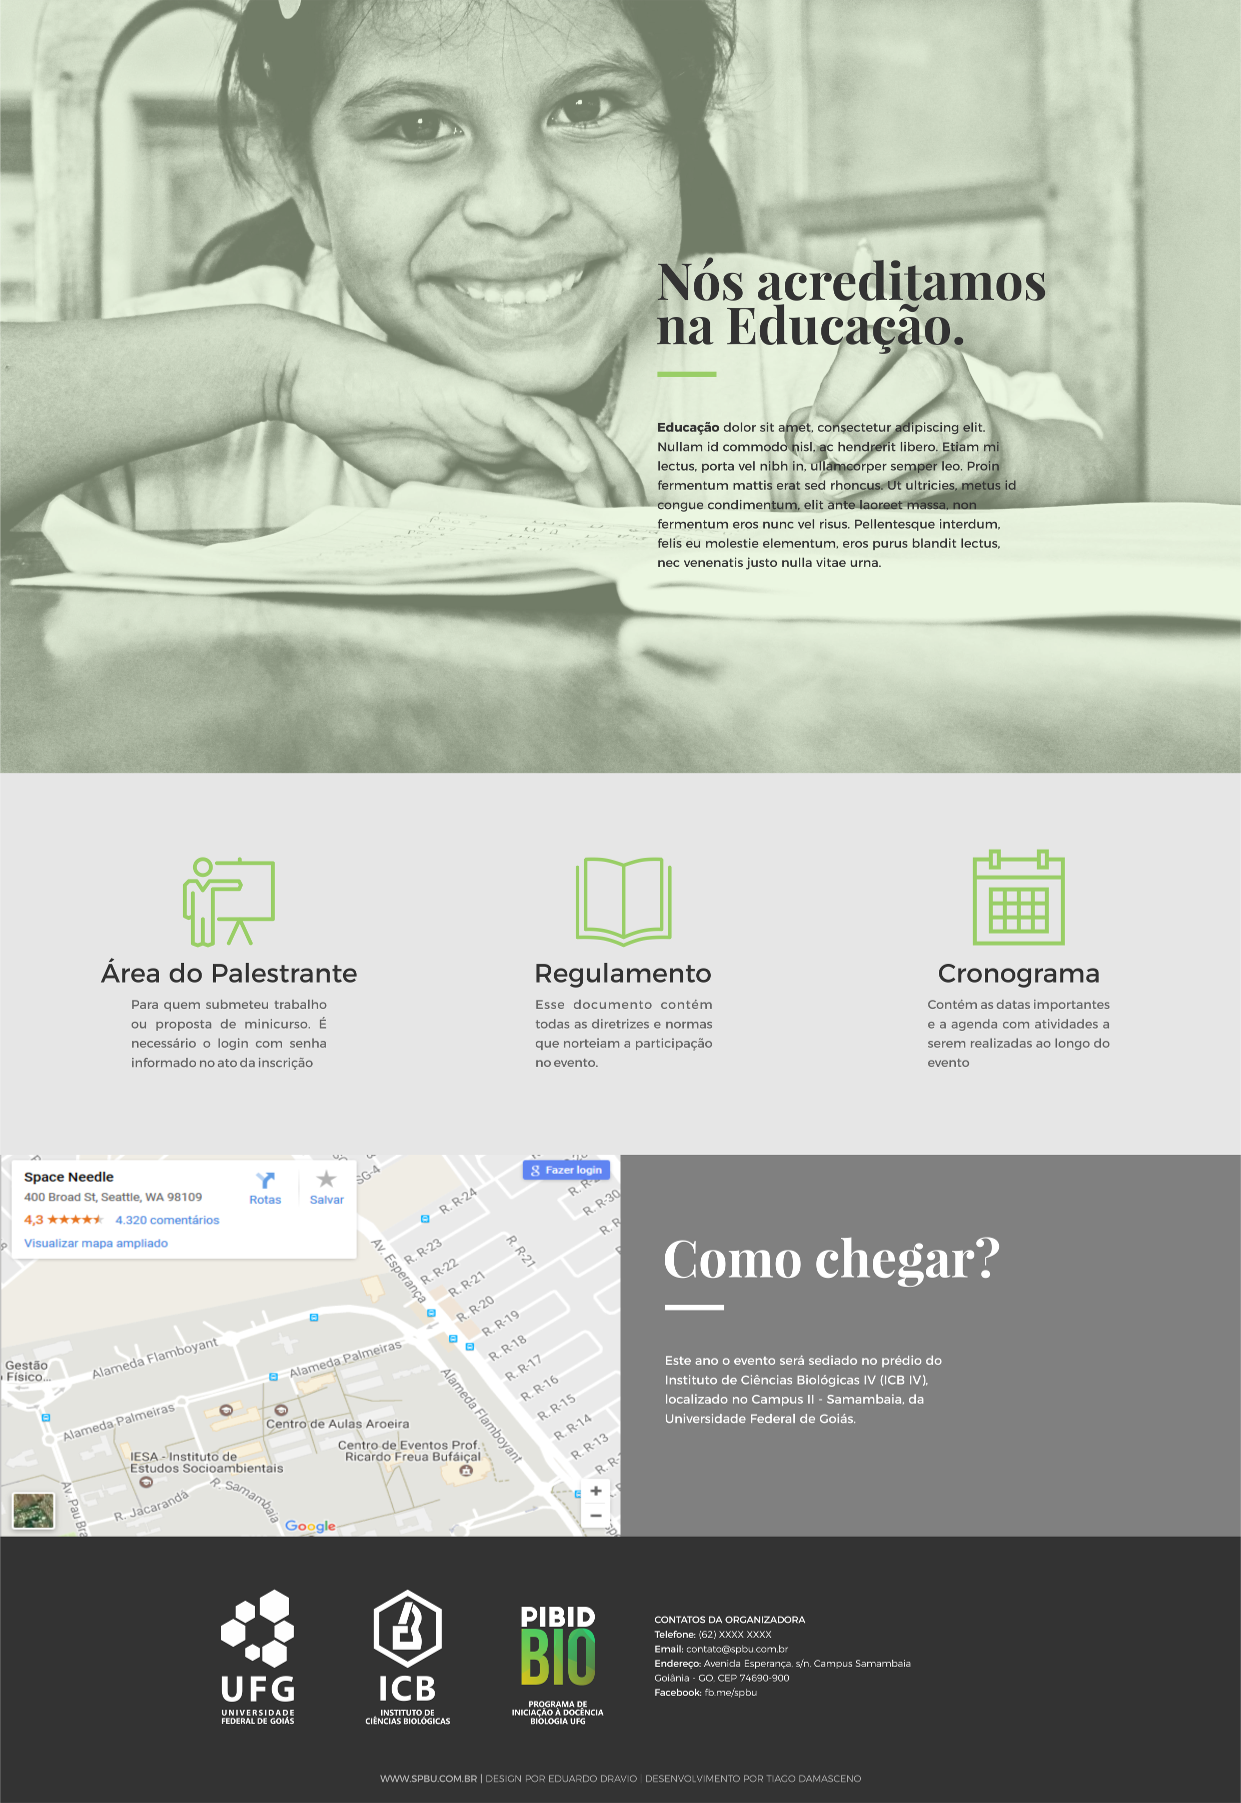 Nós acreditamos
na Educação.
Educação dolor sit amet, consectetur adipiscing elit.
Nullam id commodo nisl, ac hendrerit libero. Etiam mi
lectus, porta vel nibh in, ullamcorper semper leo. Proin
fermentum mattis erat sed rhoncus. Ut ultricies, metus id
congue condimentum, elit ante laoreet massa, non
fermentum eros nunc vel risus. Pellentesque interdum,
felis eu molestie elementum, eros purus blandit lectus,
nec venenatis justo nulla vitae urna.
Área do Palestrante
Para quem submeteu trabalho
ou proposta de minicurso. É
necessário o login com senha
informado no ato da inscrição
Regulamento
Esse documento contém
todas as diretrizes e normas
que norteiam a participação
no evento.
Cronograma
Contém as datas importantes
e a agenda com atividades a
serem realizadas ao longo do
evento
Space Needle
400 Broad St, Seattle, WA 98109
4,3
4.320 comentários
Visualizar mapa ampliado
Rotas
Salvar
Fazer login
SG-4
R. R-24
R. R-30
Av. Esperança
R. R-23
R. R-22
R. R-21
R. R-21
R. R-20
R. R-19
R. R-18
R. R-17
R. R-16
R. R-15
R. R-14
R. R-13
Alameda Flamboyant
Alameda Palmeiras
Gestão
Físico...
Alameda Palmeiras
Alameda Flamboyant
Centro de Aulas Aroeira
Centro de Eventos Prof.
Ricardo Freua Bufáiçal
IESA - Instituto de
Estudos Socioambientais
R. Samambaia
R. Jacarandá
Av. Pau Bra
Google
Como chegar?
Este ano o evento será sediado no prédio do
Instituto de Ciências Biológicas IV (ICB IV),
localizado no Campus II - Samambaia, da
Universidade Federal de Goiás.
UFG
UNIVERSIDADE
FEDERAL DE GOIÁS
ICB
INSTITUTO DE
CIÊNCIAS BIOLÓGICAS
PIBID
BIO
PROGRAMA DE
INICIAÇÃO À DOCÊNCIA
BIOLOGIA UFG
CONTATOS DA ORGANIZADORA
Telefone: (62) XXXX XXXX
Email: contato@spbu.com.br
Endereço: Avenida Esperança, s/n. Campus Samambaia
Goiânia - GO. CEP 74690-900
Facebook: fb.me/spbu
WWW.SPBU.COM.BR | DESIGN POR EDUARDO DRAVIO | DESENVOLVIMENTO POR TIAGO DAMASCENO